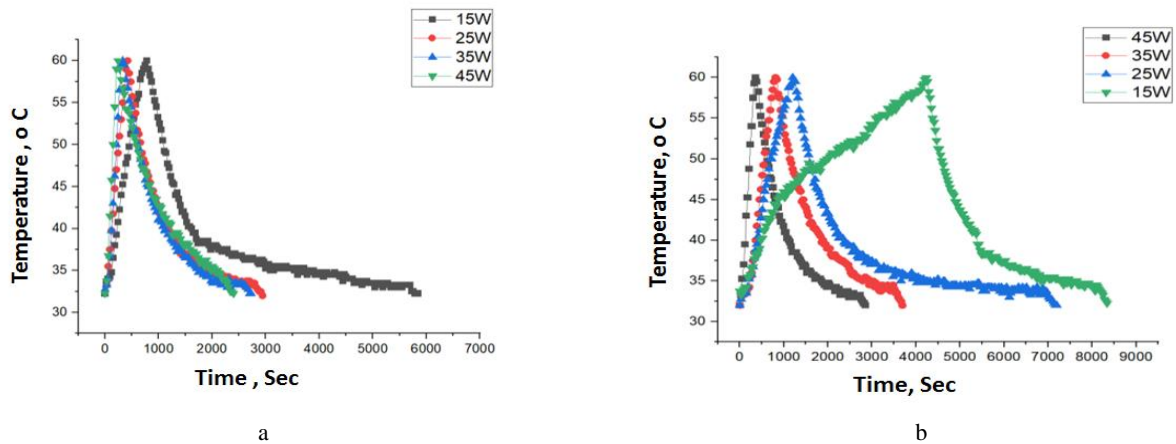 15W
25W
35W
45W
60
55
50
45
40
35
30
0 1000 2000 3000 4000 5000 6000 7000
Temperature , o C
Time , Sec
a
45W
35W
25W
15W
60
55
50
45
40
35
30
0 1000 2000 3000 4000 5000 6000 7000 8000 9000
Temperature, o C
Time, Sec
b